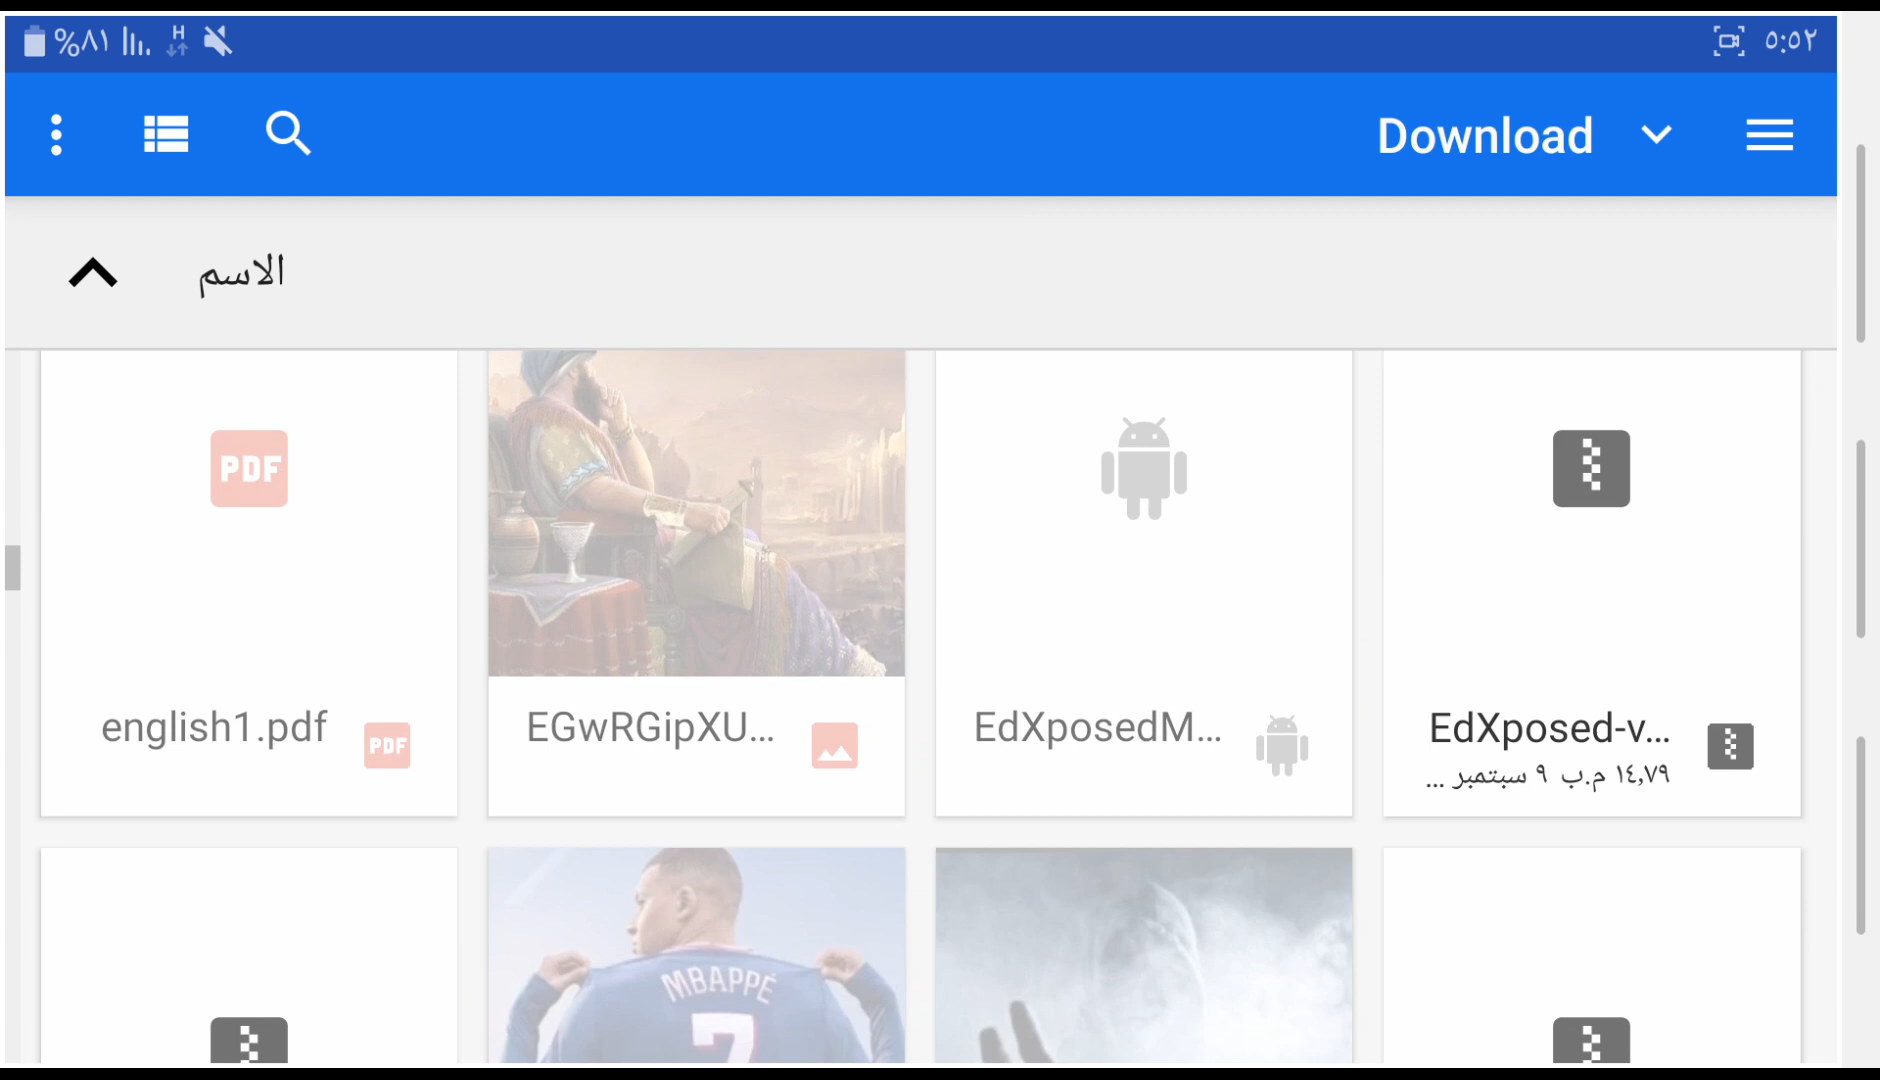 %٨١ H ٥:٥٢
Download
الاسم
PDF
english1.pdf
PDF
EGwRGipXU...
EdXposedM...
EdXposed-v...
١٤,٧٩ م.ب ٩ سبتمبر ...
MBAPPÉ
7